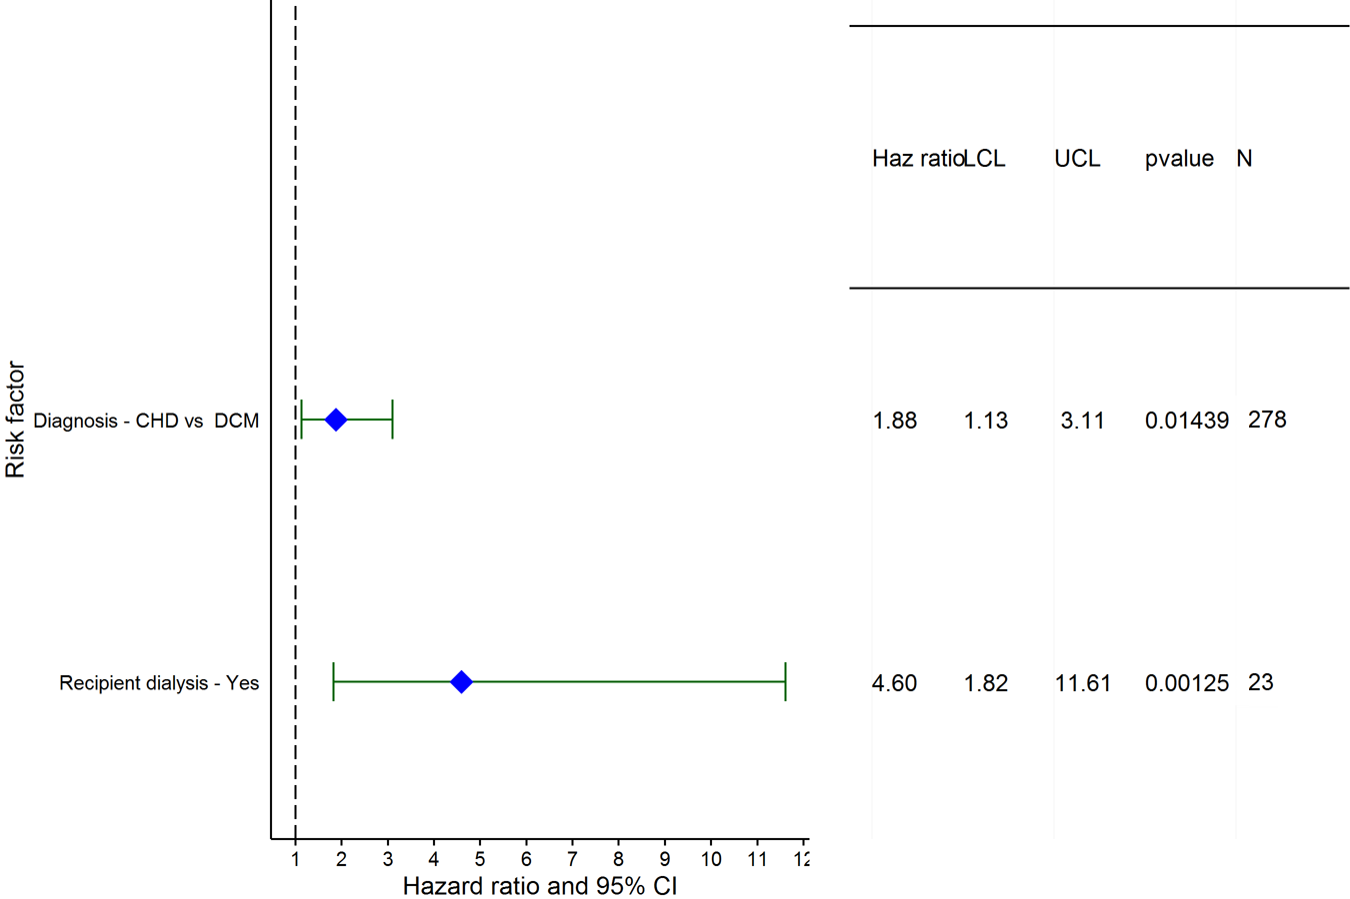 Haz ratioLCL UCL pvalue N
Risk factor
Diagnosis - CHD vs  DCM 1.88 1.13 3.11 0.01439 278
Recipient dialysis - Yes 4.60 1.82 11.61 0.00125 23
1 2 3 4 5 6 7 8 9 10 11 12
Hazard ratio and 95% CI